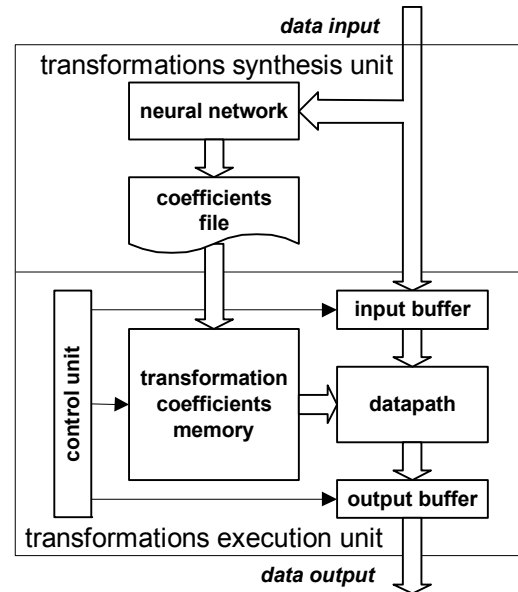 data input
transformations synthesis unit
neural network
coefficients
file
input buffer
control unit
transformation
coefficients
memory
datapath
output buffer
transformations execution unit
data output